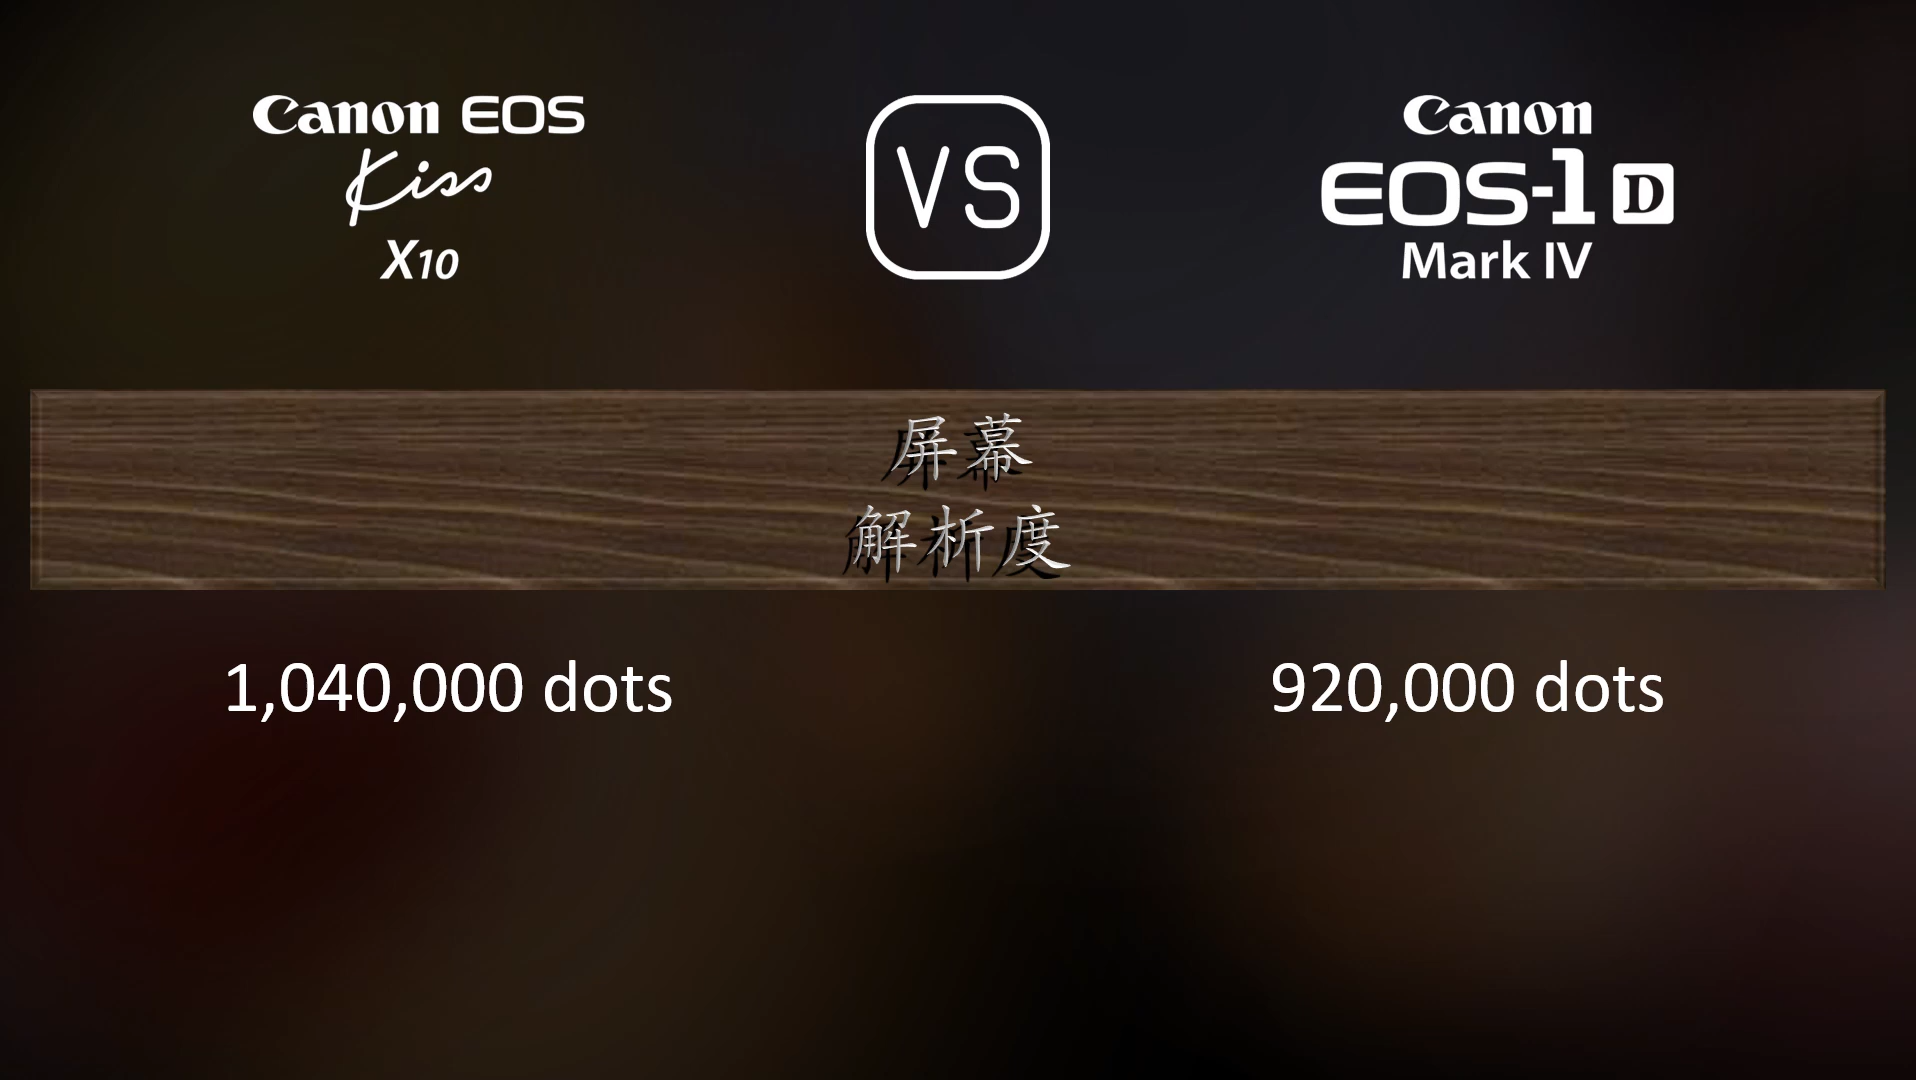 Canon EOS
Kiss
X10
VS
Canon
EOS-1 D
Mark IV
屏幕
解析度
1,040,000 dots
920,000 dots